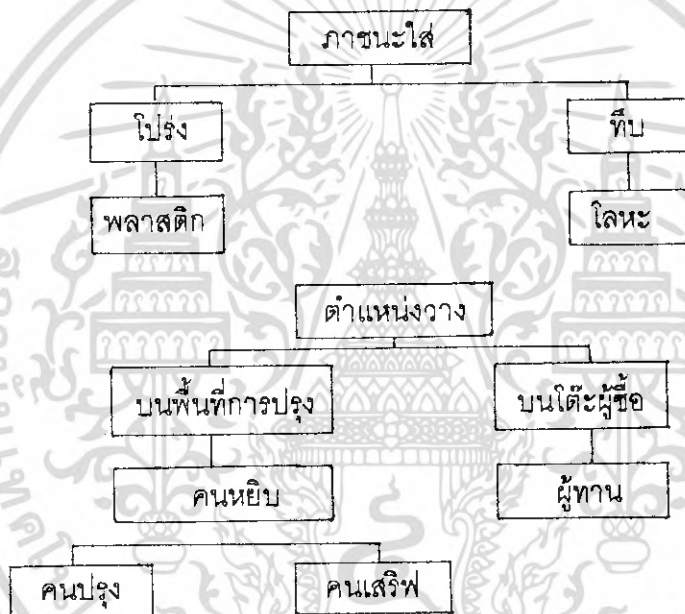 ภาชนะใส่
โปร่ง
ทึบ
พลาสติก
โลหะ
ตำแหน่งวาง
บนพื้นที่การปรุง
บนโต๊ะผู้ซื้อ
คนหยิบ
ผู้ทาน
คนปรุง
คนเสริฟ